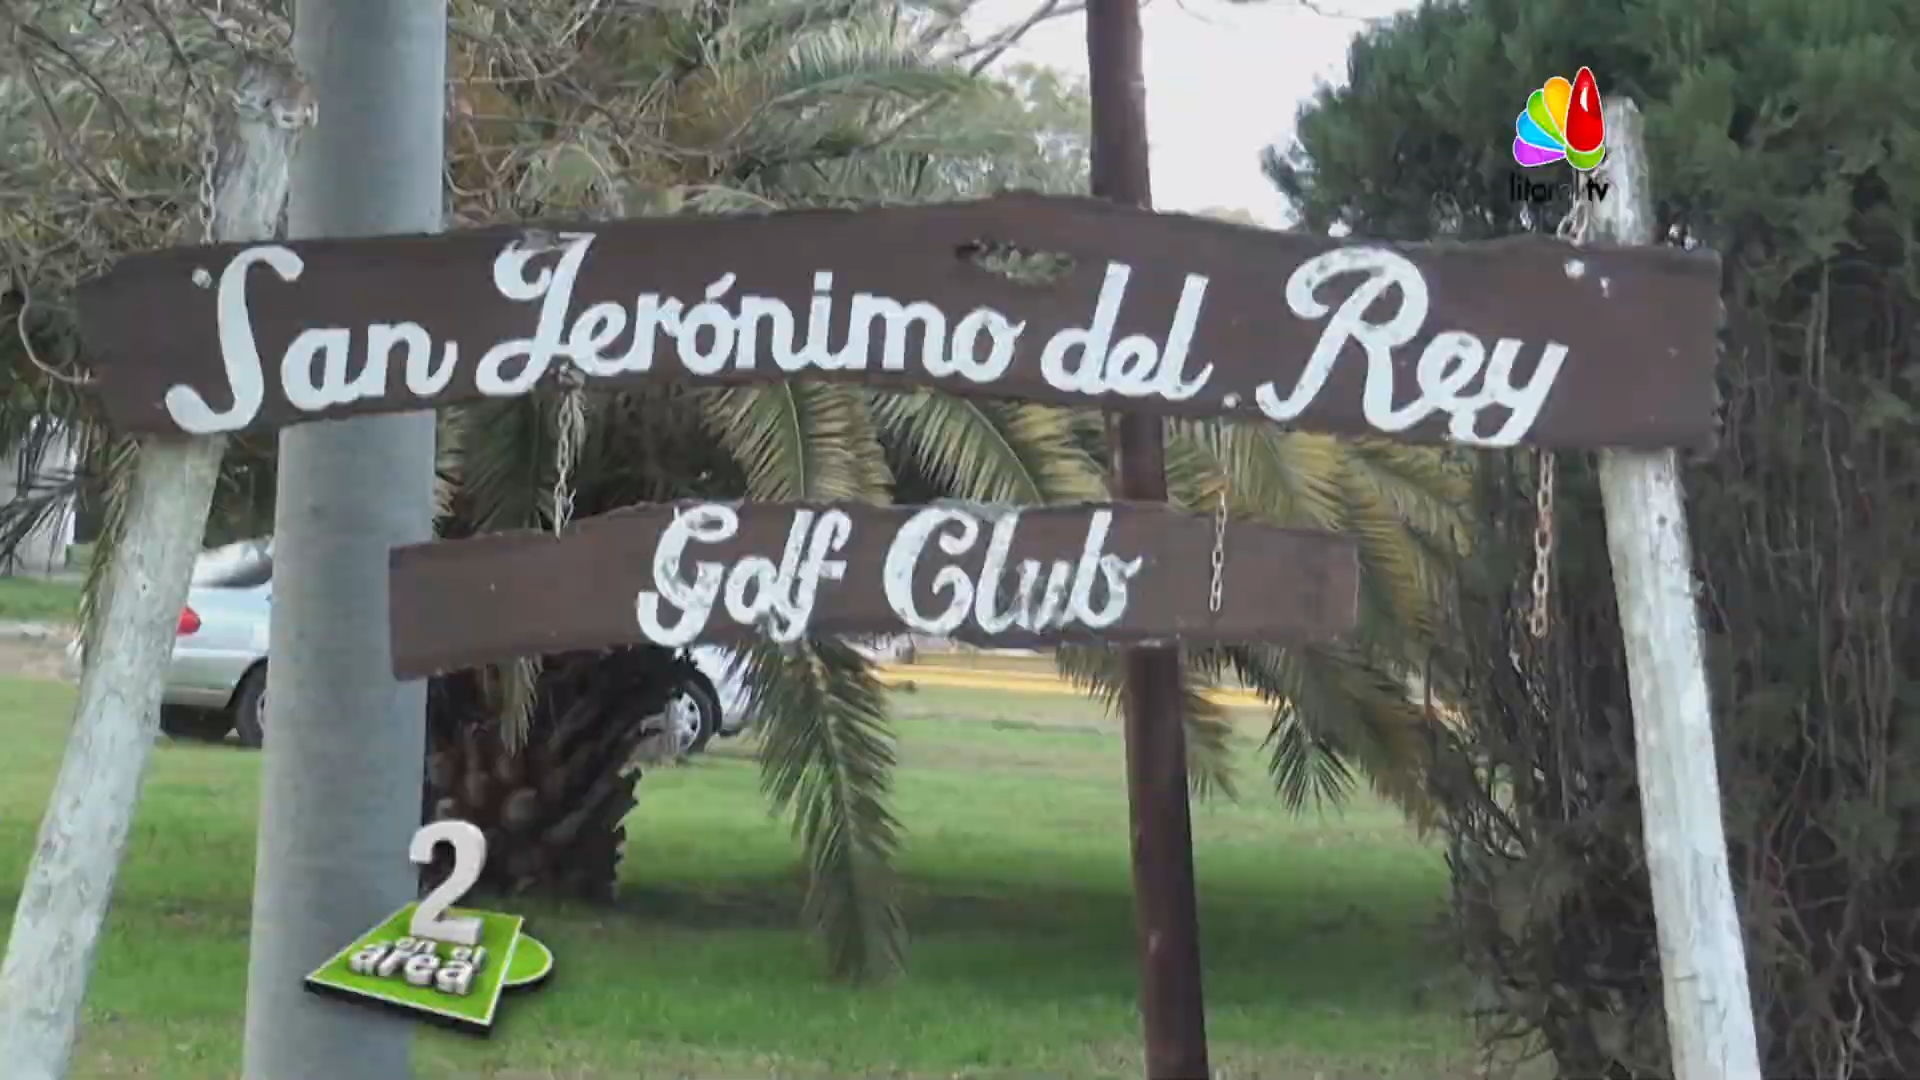 litoral tv
San Jerónimo del Rey
Golf Club
2
en el
area